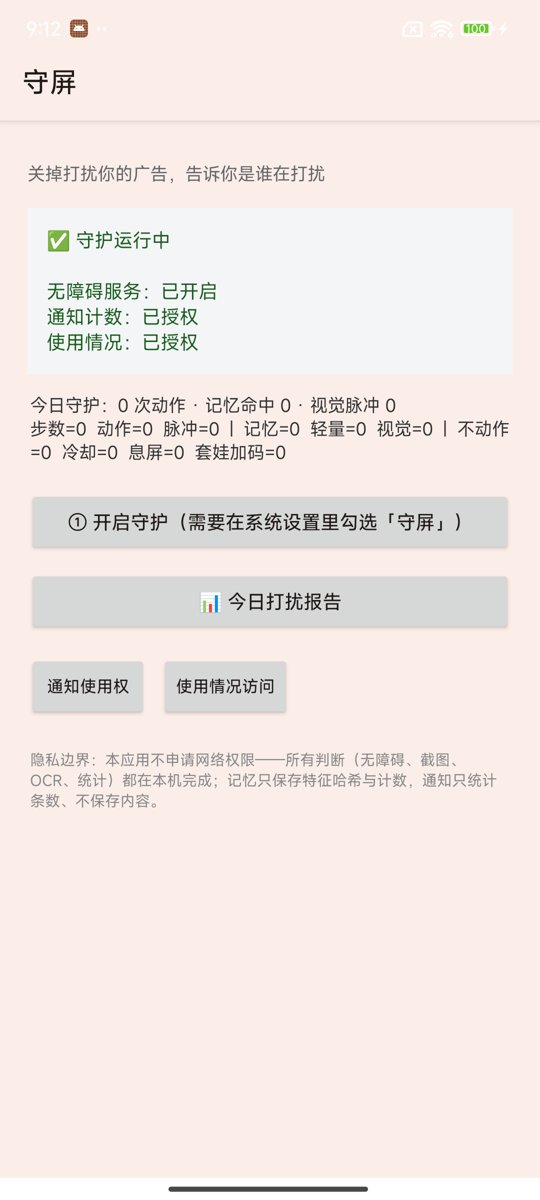 9:12
100
守屏
关掉打扰你的广告，告诉你是谁在打扰
✅ 守护运行中
无障碍服务：已开启
通知计数：已授权
使用情况：已授权
今日守护：0 次动作 · 记忆命中 0 · 视觉脉冲 0
步数=0 动作=0 脉冲=0 | 记忆=0 轻量=0 视觉=0 | 不动作
=0 冷却=0 息屏=0 套娃加码=0
① 开启守护（需要在系统设置里勾选「守屏」）
📊 今日打扰报告
通知使用权
使用情况访问
隐私边界：本应用不申请网络权限——所有判断（无障碍、截图、
OCR、统计）都在本机完成；记忆只保存特征哈希与计数，通知只统计
条数、不保存内容。